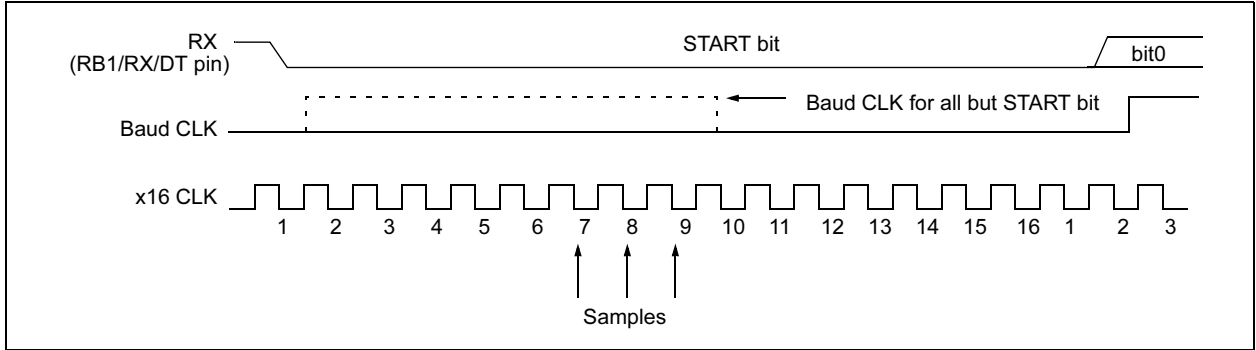 RX
(RB1/RX/DT pin)
START bit
bit0
Baud CLK for all but START bit
Baud CLK
x16 CLK
1 2 3 4 5 6 7 8 9 10 11 12 13 14 15 16 1 2 3
Samples